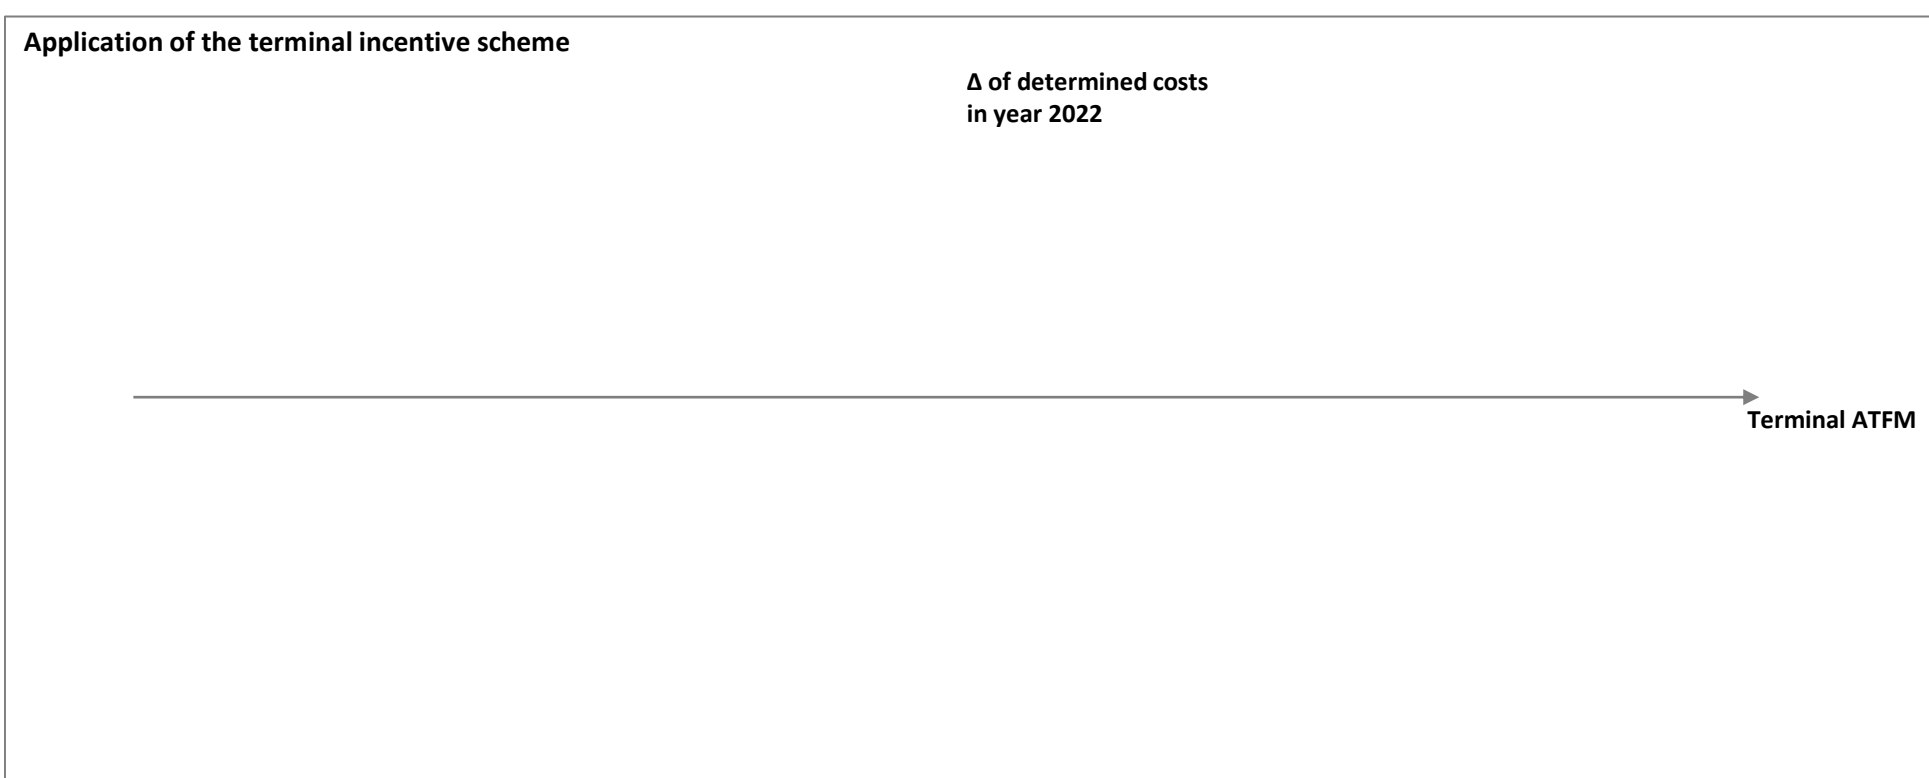 Application of the terminal incentive scheme
Δ of determined costs
in year 2022
Terminal ATFM